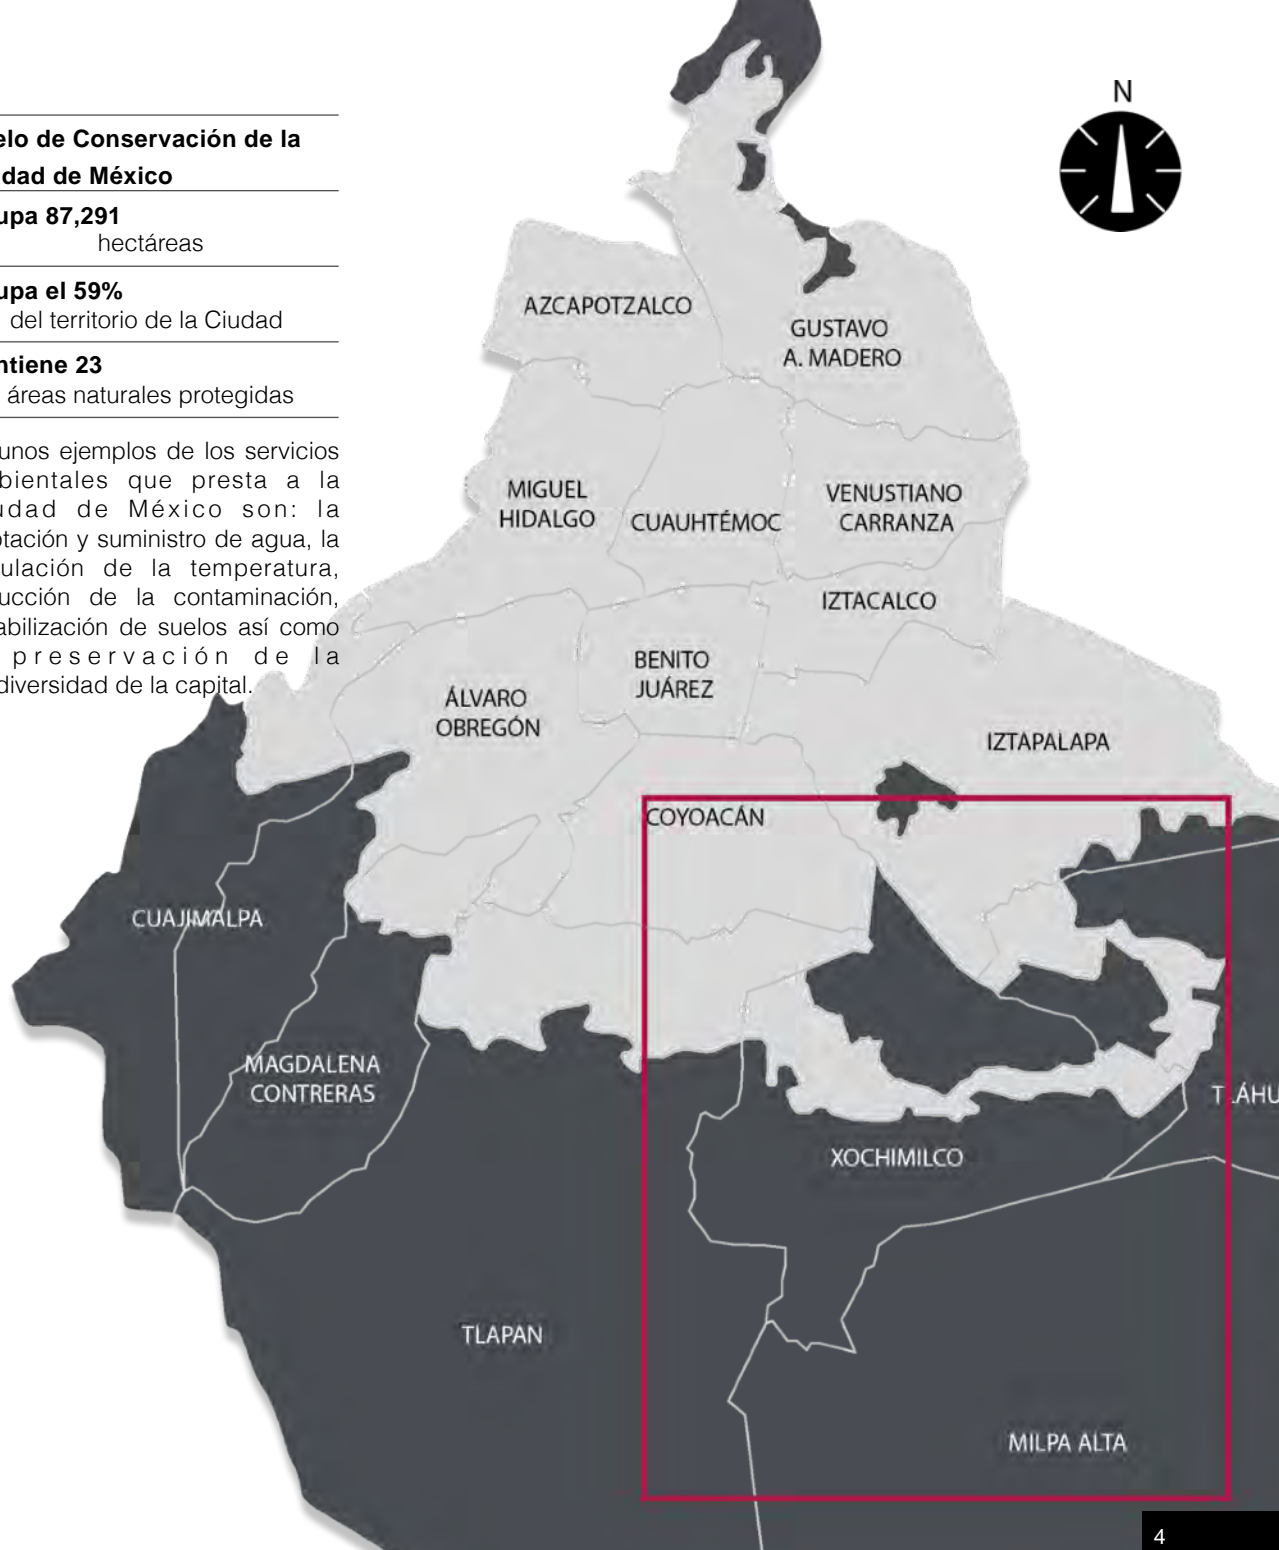 elo de Conservación de la
dad de México
upa 87,291
hectáreas
upa el 59%
del territorio de la Ciudad
ntiene 23
áreas naturales protegidas
unos ejemplos de los servicios
bientales que presta a la
udad de México son: la
tación y suministro de agua, la
ulación de la temperatura,
ucción de la contaminación,
abilización de suelos así como
preservación de la
diversidad de la capital.
N
AZCAPOTZALCO
GUSTAVO
A. MADERO
MIGUEL
HIDALGO
CUAUHTÉMOC
VENUSTIANO
CARRANZA
IZTACALCO
BENITO
JUÁREZ
ÁLVARO
OBREGÓN
IZTAPALAPA
COYOACÁN
CUAJIMALPA
MAGDALENA
CONTRERAS
TLÁHU
XOCHIMILCO
TLAPAN
MILPA ALTA
4